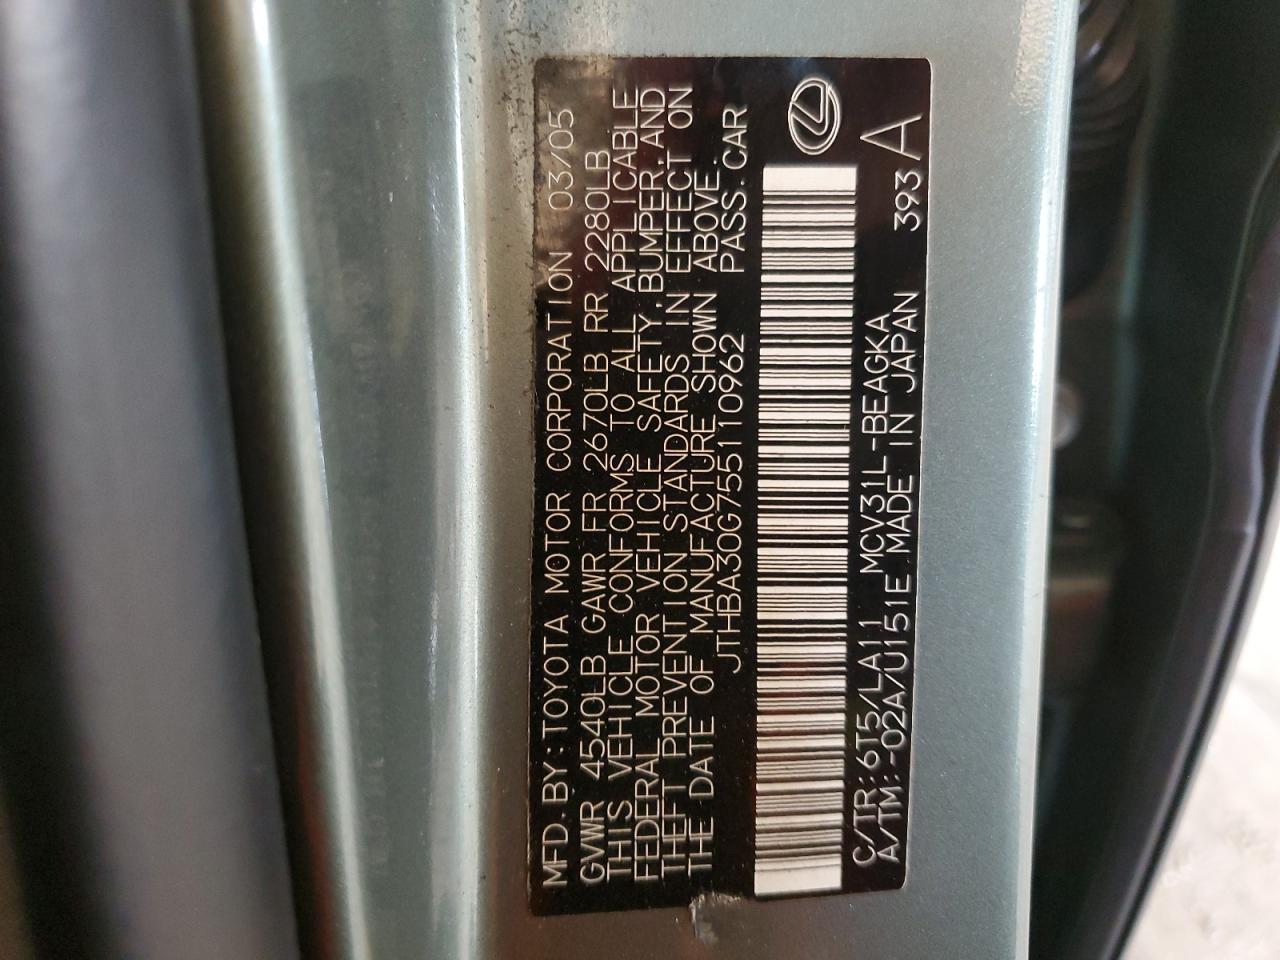 MFD. BY: TOYOTA MOTOR CORPORATION 03/05
GVWR 4540LB GAWR FR 2670LB RR 2280LB
THIS VEHICLE CONFORMS TO ALL APPLICABLE
FEDERAL MOTOR VEHICLE SAFETY, BUMPER, AND
THEFT PREVENTION STANDARDS IN EFFECT ON
THE DATE OF MANUFACTURE SHOWN ABOVE.
JTHBA30G755110962 PASS. CAR
C/TR: 6T5/LA11 MCV31L-BEAGKA
A/TM: -02A/U151E MADE IN JAPAN 393A